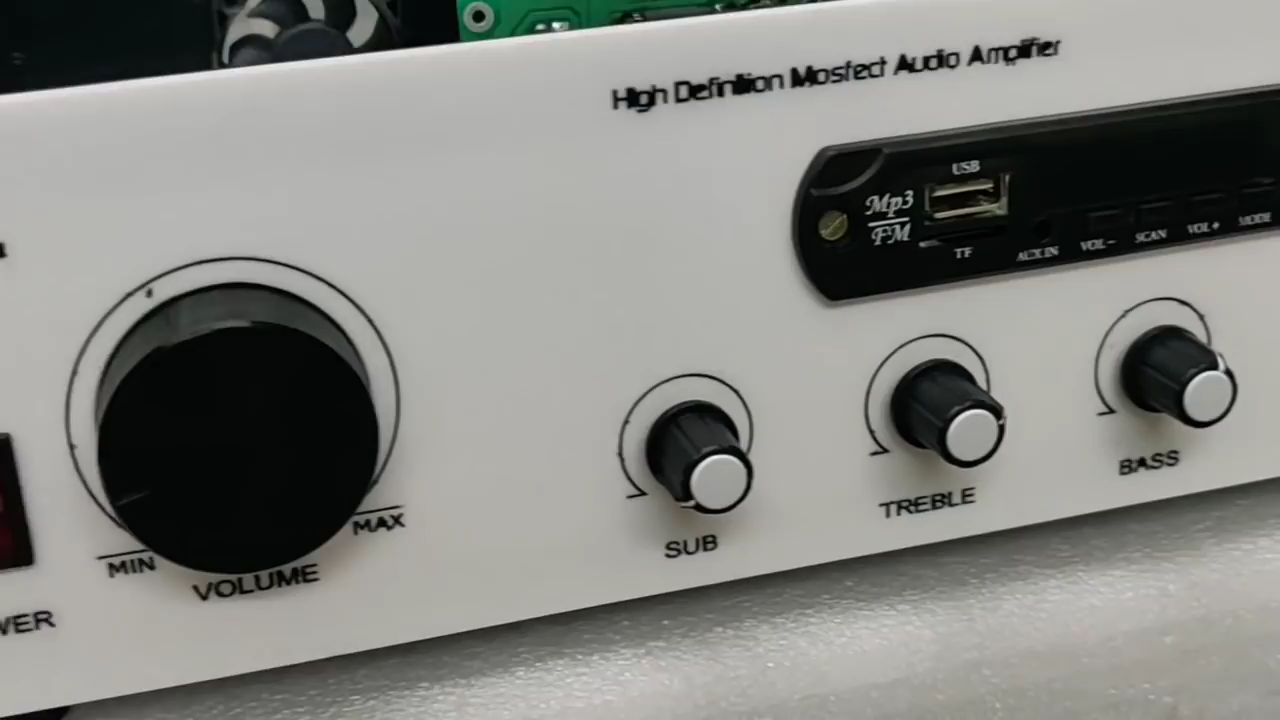 High Definition Mosfect Audio Amplifier
USB
Mp3
FM
TF
AUX IN
VOL-
SCAN
VOL+
MODE
MIN
VOLUME
MAX
SUB
TREBLE
BASS
WER